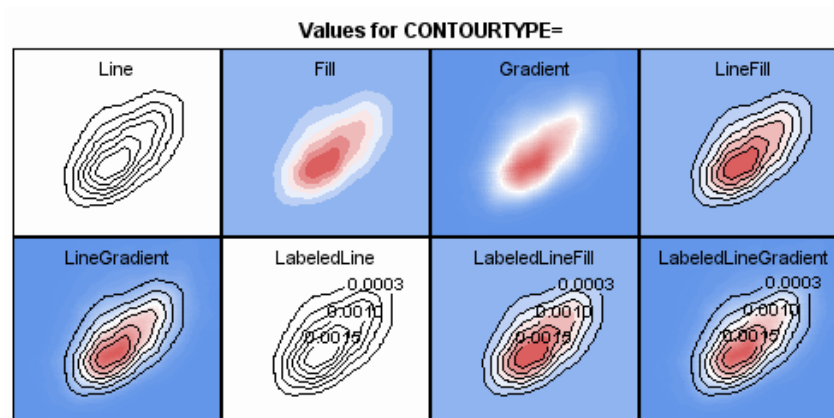 Values for CONTOURTYPE=
Line
Fill
Gradient
LineFill
LineGradient
LabeledLine
0.0003
0.0010
0.0015
LabeledLineFill
0.0003
0.0010
0.0015
LabeledLineGradient
0.0003
0.0010
0.0015